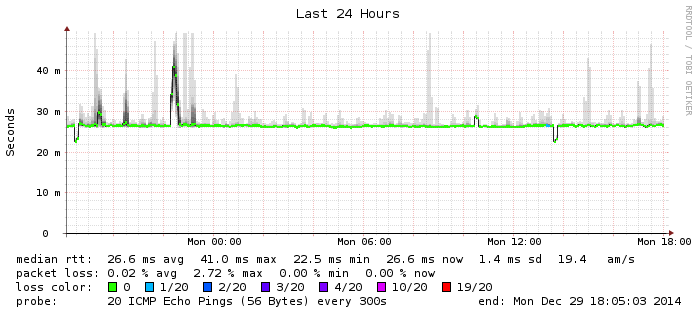 Last 24 Hours
RRDTOOL / TOBI OETIKER
Seconds
40 m
30 m
20 m
10 m
0
Mon 00:00 Mon 06:00 Mon 12:00 Mon 18:00
median rtt: 26.6 ms avg 41.0 ms max 22.5 ms min 26.6 ms now 1.4 ms sd 19.4 am/s
packet loss: 0.02 % avg 2.72 % max 0.00 % min 0.00 % now
loss color: 0 1/20 2/20 3/20 4/20 10/20 19/20
probe: 20 ICMP Echo Pings (56 Bytes) every 300s end: Mon Dec 29 18:05:03 2014